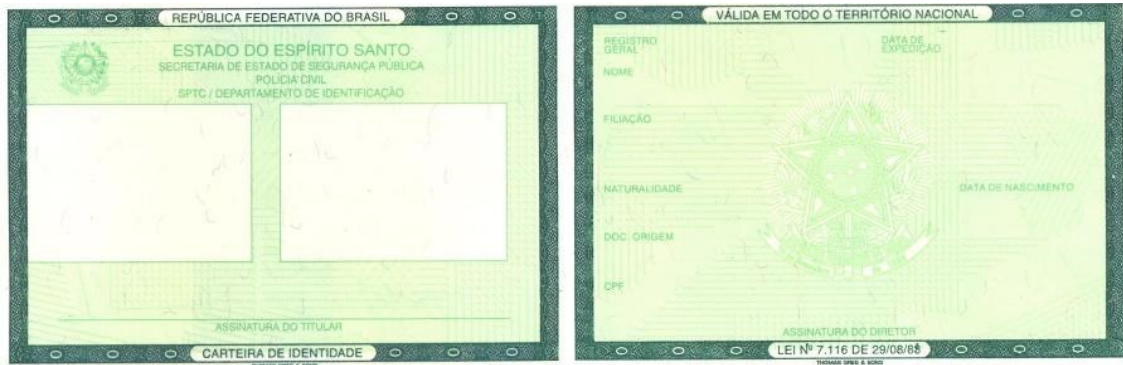 REPÚBLICA FEDERATIVA DO BRASIL
ESTADO DO ESPÍRITO SANTO
SECRETARIA DE ESTADO DE SEGURANÇA PÚBLICA
POLÍCIA CIVIL
SPTC / DEPARTAMENTO DE IDENTIFICAÇÃO
ASSINATURA DO TITULAR
CARTEIRA DE IDENTIDADE
VÁLIDA EM TODO O TERRITÓRIO NACIONAL
REGISTRO GERAL
DATA DE EXPEDIÇÃO
NOME
FILIAÇÃO
NATURALIDADE
DATA DE NASCIMENTO
DOC. ORIGEM
CPF
ASSINATURA DO DIRETOR
LEI Nº 7.116 DE 29/08/83
THOMAS GREG & SONS